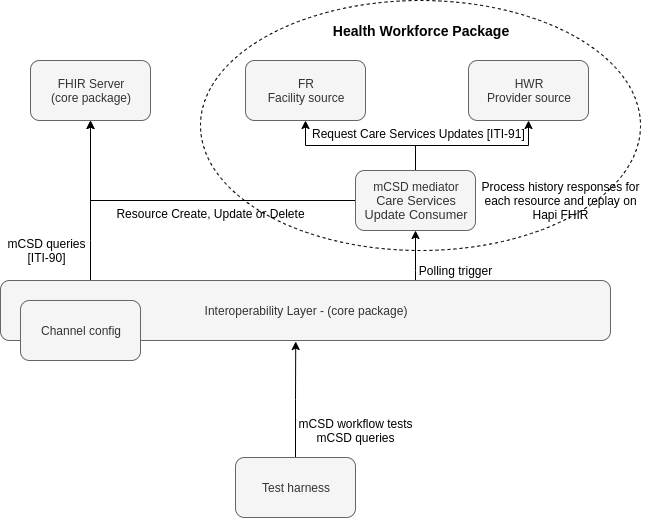 Health Workforce Package
FHIR Server
(core package)
FR
Facility source
HWR
Provider source
Request Care Services Updates [ITI-91]
mCSD mediator
Care Services
Update Consumer
Process history responses for
each resource and replay on
Hapi FHIR
Resource Create, Update or Delete
mCSD queries
[ITI-90]
Polling trigger
Interoperability Layer - (core package)
Channel config
mCSD workflow tests
mCSD queries
Test harness